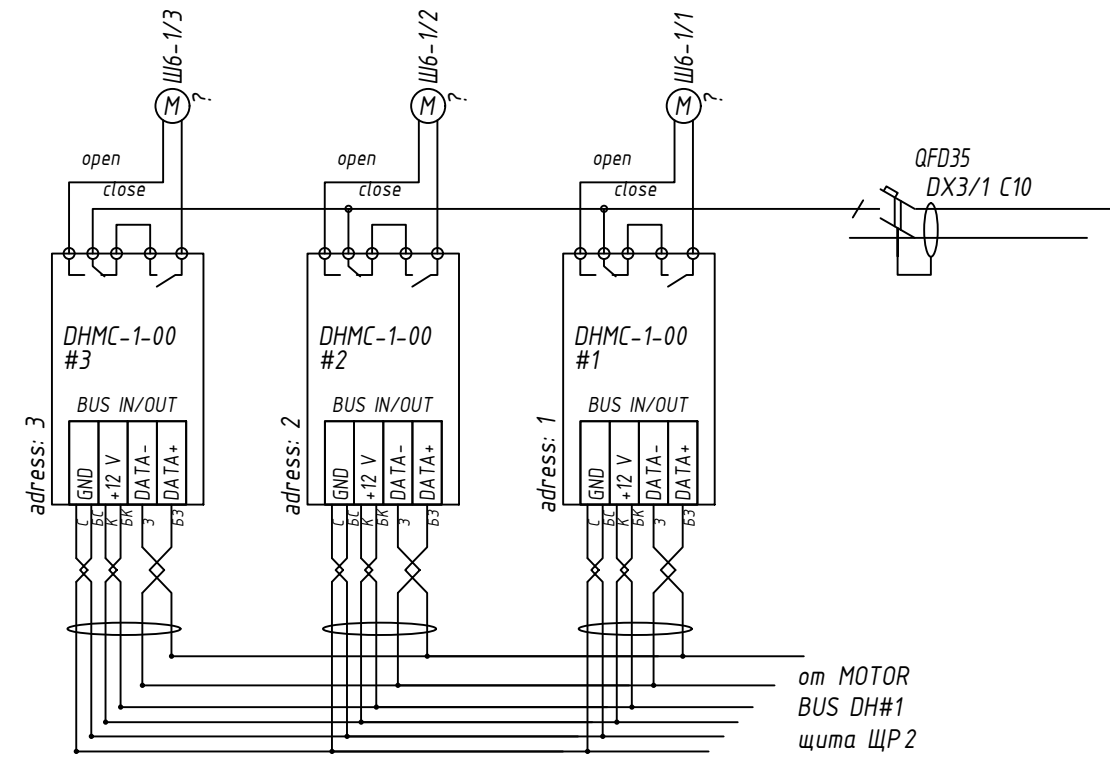 Ш6-1/3
Ш6-1/2
Ш6-1/1
M
?
M
?
M
?
open
close
open
close
open
close
QFD35
DX3/1 C10
DHMC-1-00
#3
DHMC-1-00
#2
DHMC-1-00
#1
BUS IN/OUT
BUS IN/OUT
BUS IN/OUT
adress: 3
GND
+12 V
DATA-
DATA+
adress: 2
GND
+12 V
DATA-
DATA+
adress: 1
GND
+12 V
DATA-
DATA+
С БС К БК З БЗ
С БС К БК З БЗ
С БС К БК З БЗ
от MOTOR
BUS DH#1
щита ЩР2